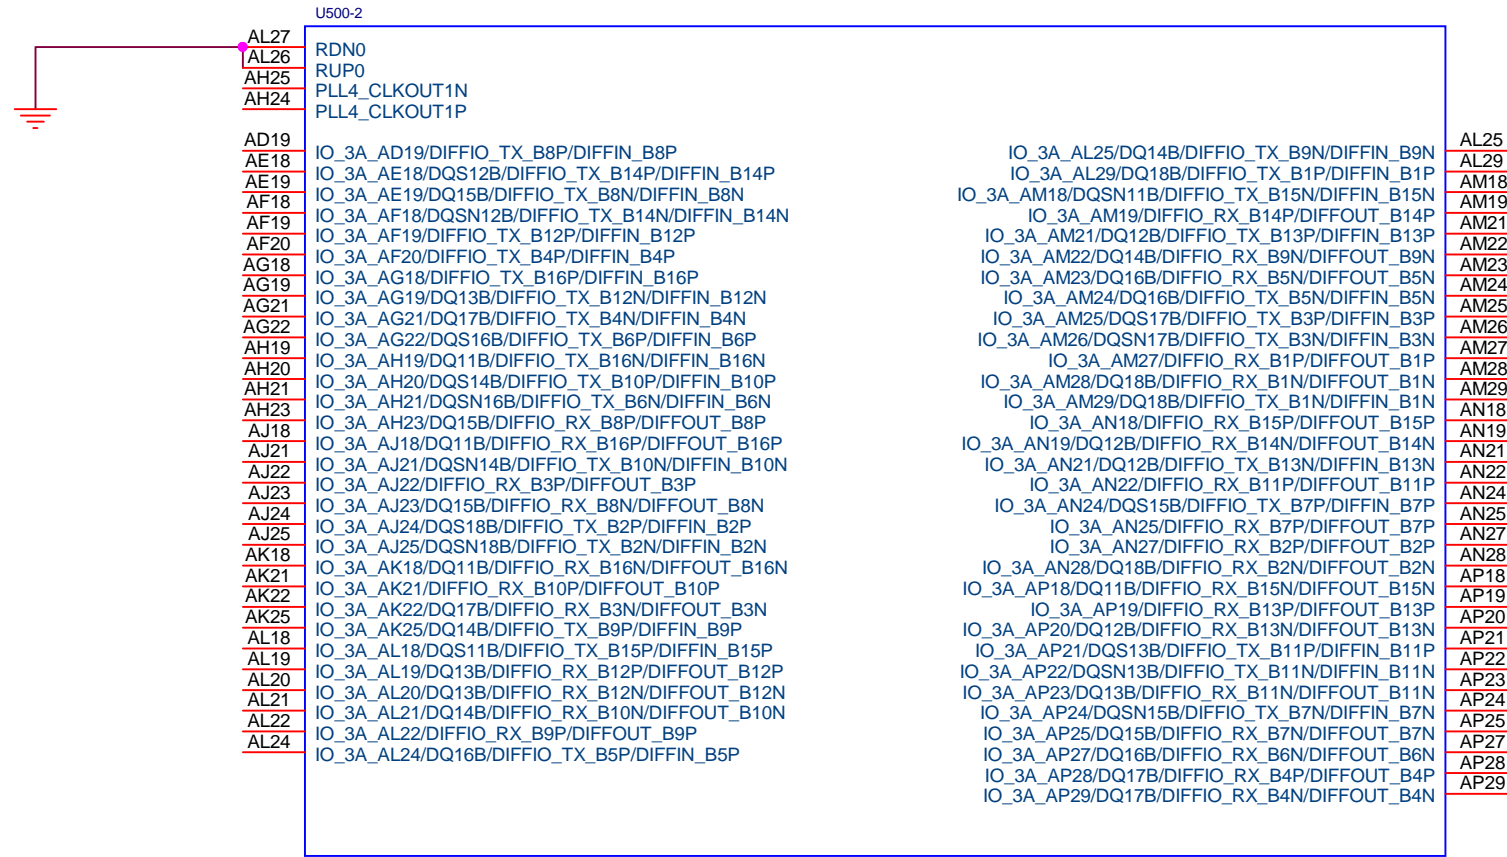 U500-2
AL27 RDN0
AL26 RUP0
AH25 PLL4_CLKOUT1N
AH24 PLL4_CLKOUT1P
AD19 IO_3A_AD19/DIFFIO_TX_B8P/DIFFIN_B8P IO_3A_AL25/DQ14B/DIFFIO_TX_B9N/DIFFIN_B9N AL25
AE18 IO_3A_AE18/DQS12B/DIFFIO_TX_B14P/DIFFIN_B14P IO_3A_AL29/DQ18B/DIFFIO_TX_B1P/DIFFIN_B1P AL29
AE19 IO_3A_AE19/DQ15B/DIFFIO_TX_B8N/DIFFIN_B8N IO_3A_AM18/DQSN11B/DIFFIO_TX_B15N/DIFFIN_B15N AM18
AF18 IO_3A_AF18/DQSN12B/DIFFIO_TX_B14N/DIFFIN_B14N IO_3A_AM19/DIFFIO_RX_B14P/DIFFOUT_B14P AM19
AF19 IO_3A_AF19/DIFFIO_TX_B12P/DIFFIN_B12P IO_3A_AM21/DQ12B/DIFFIO_TX_B13P/DIFFIN_B13P AM21
AF20 IO_3A_AF20/DIFFIO_TX_B4P/DIFFIN_B4P IO_3A_AM22/DQ14B/DIFFIO_RX_B9N/DIFFOUT_B9N AM22
AG18 IO_3A_AG18/DIFFIO_TX_B16P/DIFFIN_B16P IO_3A_AM23/DQ16B/DIFFIO_RX_B5N/DIFFOUT_B5N AM23
AG19 IO_3A_AG19/DQ13B/DIFFIO_TX_B12N/DIFFIN_B12N IO_3A_AM24/DQ16B/DIFFIO_TX_B5N/DIFFIN_B5N AM24
AG21 IO_3A_AG21/DQ17B/DIFFIO_TX_B4N/DIFFIN_B4N IO_3A_AM25/DQS17B/DIFFIO_TX_B3P/DIFFIN_B3P AM25
AG22 IO_3A_AG22/DQS16B/DIFFIO_TX_B6P/DIFFIN_B6P IO_3A_AM26/DQSN17B/DIFFIO_TX_B3N/DIFFIN_B3N AM26
AH19 IO_3A_AH19/DQ11B/DIFFIO_TX_B16N/DIFFIN_B16N IO_3A_AM27/DIFFIO_RX_B1P/DIFFOUT_B1P AM27
AH20 IO_3A_AH20/DQS14B/DIFFIO_TX_B10P/DIFFIN_B10P IO_3A_AM28/DQ18B/DIFFIO_RX_B1N/DIFFOUT_B1N AM28
AH21 IO_3A_AH21/DQSN16B/DIFFIO_TX_B6N/DIFFIN_B6N IO_3A_AM29/DQ18B/DIFFIO_TX_B1N/DIFFIN_B1N AM29
AH23 IO_3A_AH23/DQ15B/DIFFIO_RX_B8P/DIFFOUT_B8P IO_3A_AN18/DIFFIO_RX_B15P/DIFFOUT_B15P AN18
AJ18 IO_3A_AJ18/DQ11B/DIFFIO_RX_B16P/DIFFOUT_B16P IO_3A_AN19/DQ12B/DIFFIO_RX_B14N/DIFFOUT_B14N AN19
AJ21 IO_3A_AJ21/DQSN14B/DIFFIO_TX_B10N/DIFFIN_B10N IO_3A_AN21/DQ12B/DIFFIO_TX_B13N/DIFFIN_B13N AN21
AJ22 IO_3A_AJ22/DIFFIO_RX_B3P/DIFFOUT_B3P IO_3A_AN22/DIFFIO_RX_B11P/DIFFOUT_B11P AN22
AJ23 IO_3A_AJ23/DQ15B/DIFFIO_RX_B8N/DIFFOUT_B8N IO_3A_AN24/DQS15B/DIFFIO_TX_B7P/DIFFIN_B7P AN24
AJ24 IO_3A_AJ24/DQS18B/DIFFIO_TX_B2P/DIFFIN_B2P IO_3A_AN25/DIFFIO_RX_B7P/DIFFOUT_B7P AN25
AJ25 IO_3A_AJ25/DQSN18B/DIFFIO_TX_B2N/DIFFIN_B2N IO_3A_AN27/DIFFIO_RX_B2P/DIFFOUT_B2P AN27
AK18 IO_3A_AK18/DQ11B/DIFFIO_RX_B16N/DIFFOUT_B16N IO_3A_AN28/DQ18B/DIFFIO_RX_B2N/DIFFOUT_B2N AN28
AK21 IO_3A_AK21/DIFFIO_RX_B10P/DIFFOUT_B10P IO_3A_AP18/DQ11B/DIFFIO_RX_B15N/DIFFOUT_B15N AP18
AK22 IO_3A_AK22/DQ17B/DIFFIO_RX_B3N/DIFFOUT_B3N IO_3A_AP19/DIFFIO_RX_B13P/DIFFOUT_B13P AP19
AK25 IO_3A_AK25/DQ14B/DIFFIO_TX_B9P/DIFFIN_B9P IO_3A_AP20/DQ12B/DIFFIO_RX_B13N/DIFFOUT_B13N AP20
AL18 IO_3A_AL18/DQS11B/DIFFIO_TX_B15P/DIFFIN_B15P IO_3A_AP21/DQS13B/DIFFIO_TX_B11P/DIFFIN_B11P AP21
AL19 IO_3A_AL19/DQ13B/DIFFIO_RX_B12P/DIFFOUT_B12P IO_3A_AP22/DQSN13B/DIFFIO_TX_B11N/DIFFIN_B11N AP22
AL20 IO_3A_AL20/DQ13B/DIFFIO_RX_B12N/DIFFOUT_B12N IO_3A_AP23/DQ13B/DIFFIO_RX_B11N/DIFFOUT_B11N AP23
AL21 IO_3A_AL21/DQ14B/DIFFIO_RX_B10N/DIFFOUT_B10N IO_3A_AP24/DQSN15B/DIFFIO_TX_B7N/DIFFIN_B7N AP24
AL22 IO_3A_AL22/DIFFIO_RX_B9P/DIFFOUT_B9P IO_3A_AP25/DQ15B/DIFFIO_RX_B7N/DIFFOUT_B7N AP25
AL24 IO_3A_AL24/DQ16B/DIFFIO_TX_B5P/DIFFIN_B5P IO_3A_AP27/DQ16B/DIFFIO_RX_B6N/DIFFOUT_B6N AP27
IO_3A_AP28/DQ17B/DIFFIO_RX_B4P/DIFFOUT_B4P AP28
IO_3A_AP29/DQ17B/DIFFIO_RX_B4N/DIFFOUT_B4N AP29